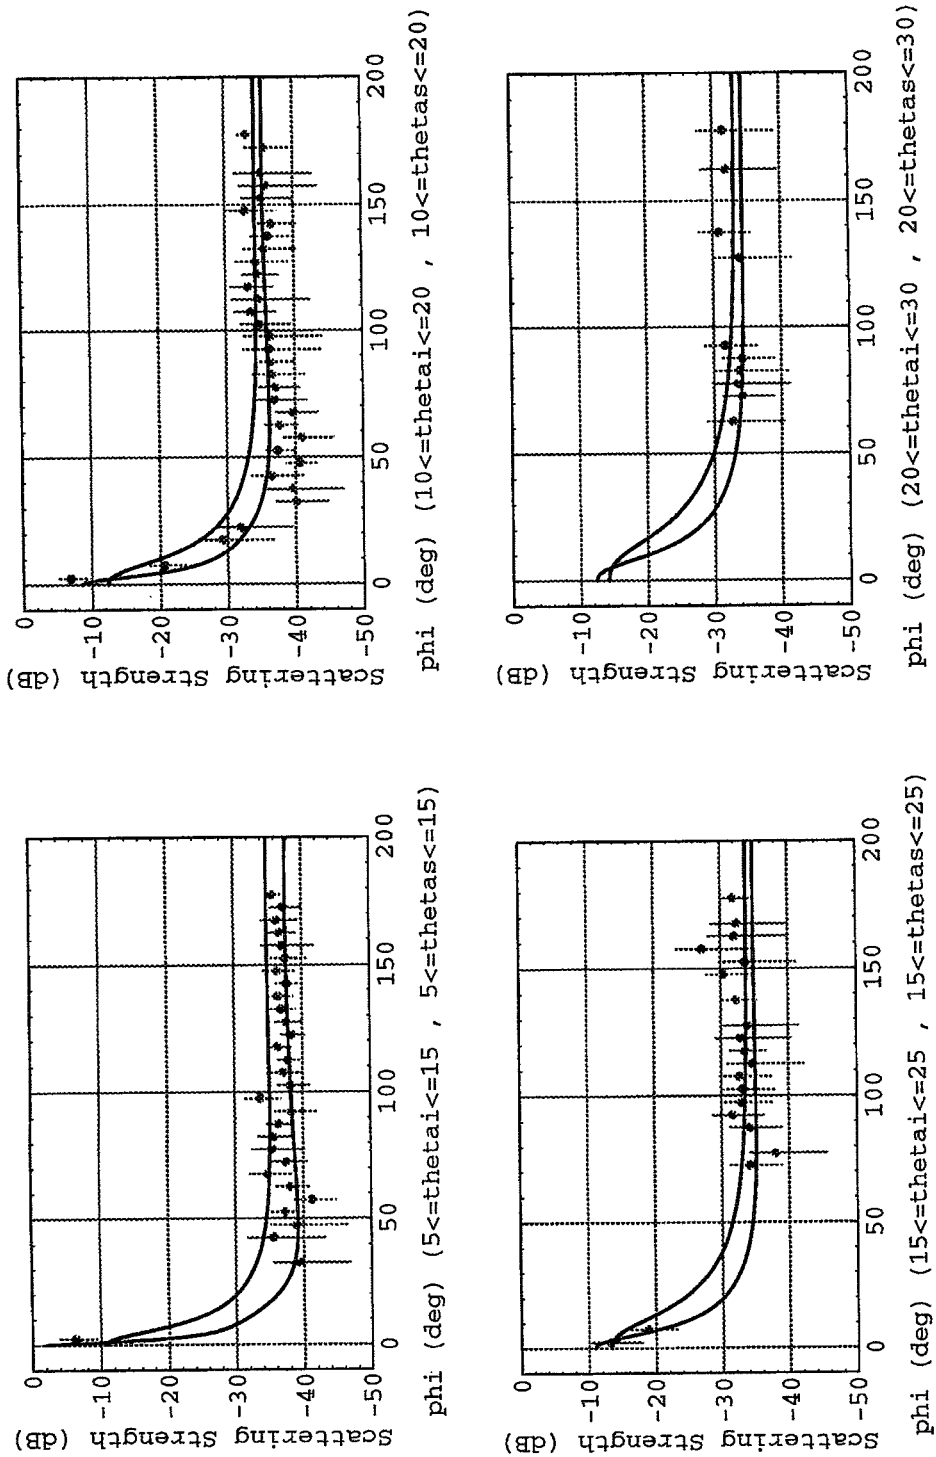 Scattering Strength
(dB)
0
-10
-20
-30
-40
-50
0 50 100 150 200
phi (deg) (5<=thetai<=15 , 5<=thetas<=15)
Scattering Strength
(dB)
0
-10
-20
-30
-40
-50
0 50 100 150 200
phi (deg) (10<=thetai<=20 , 10<=thetas<=20)
Scattering Strength
(dB)
0
-10
-20
-30
-40
-50
0 50 100 150 200
phi (deg) (15<=thetai<=25 , 15<=thetas<=25)
Scattering Strength
(dB)
0
-10
-20
-30
-40
-50
0 50 100 150 200
phi (deg) (20<=thetai<=30 , 20<=thetas<=30)